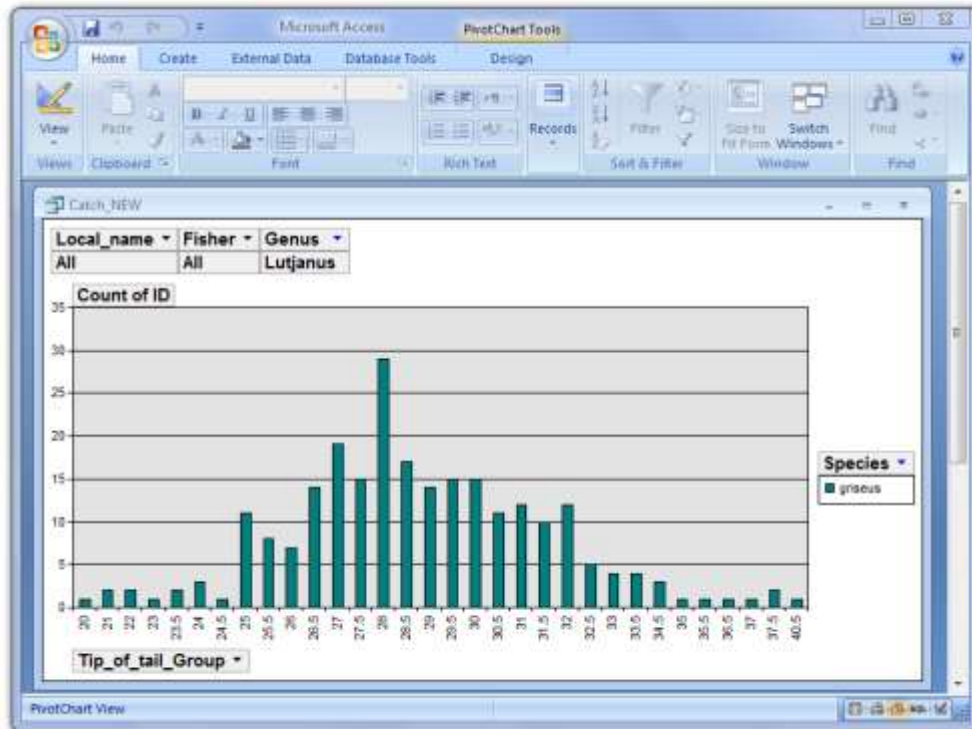 Microsoft Access PivotChart Tools
Home Create External Data Database Tools Design
View Paste Records Filter Size to Fit Form Switch Windows Find
Views Clipboard Font Rich Text Sort & Filter Window Find
Catch_NEW
Local_name Fisher Genus
All All Lutjanus
Count of ID
35
30
25
20
15
10
5
0
20 21 22 23 23.5 24 24.5 25 25.5 26 26.5 27 27.5 28 28.5 29 29.5 30 30.5 31 31.5 32 32.5 33 33.5 34.5 35 35.5 36.5 37 37.5 40.5
Species
griseus
Tip_of_tail_Group
PivotChart View